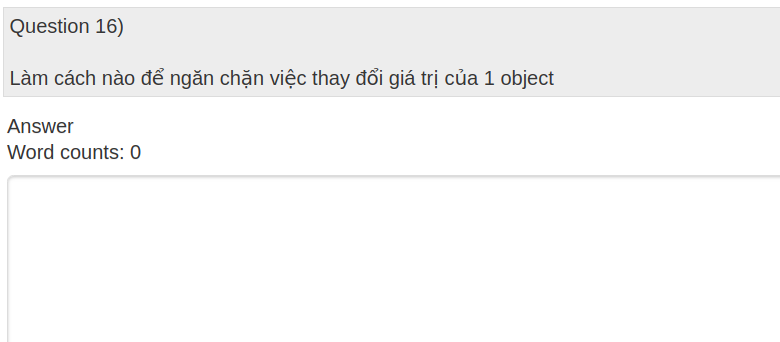 Question 16)
Làm cách nào để ngăn chặn việc thay đổi giá trị của 1 object
Answer
Word counts: 0